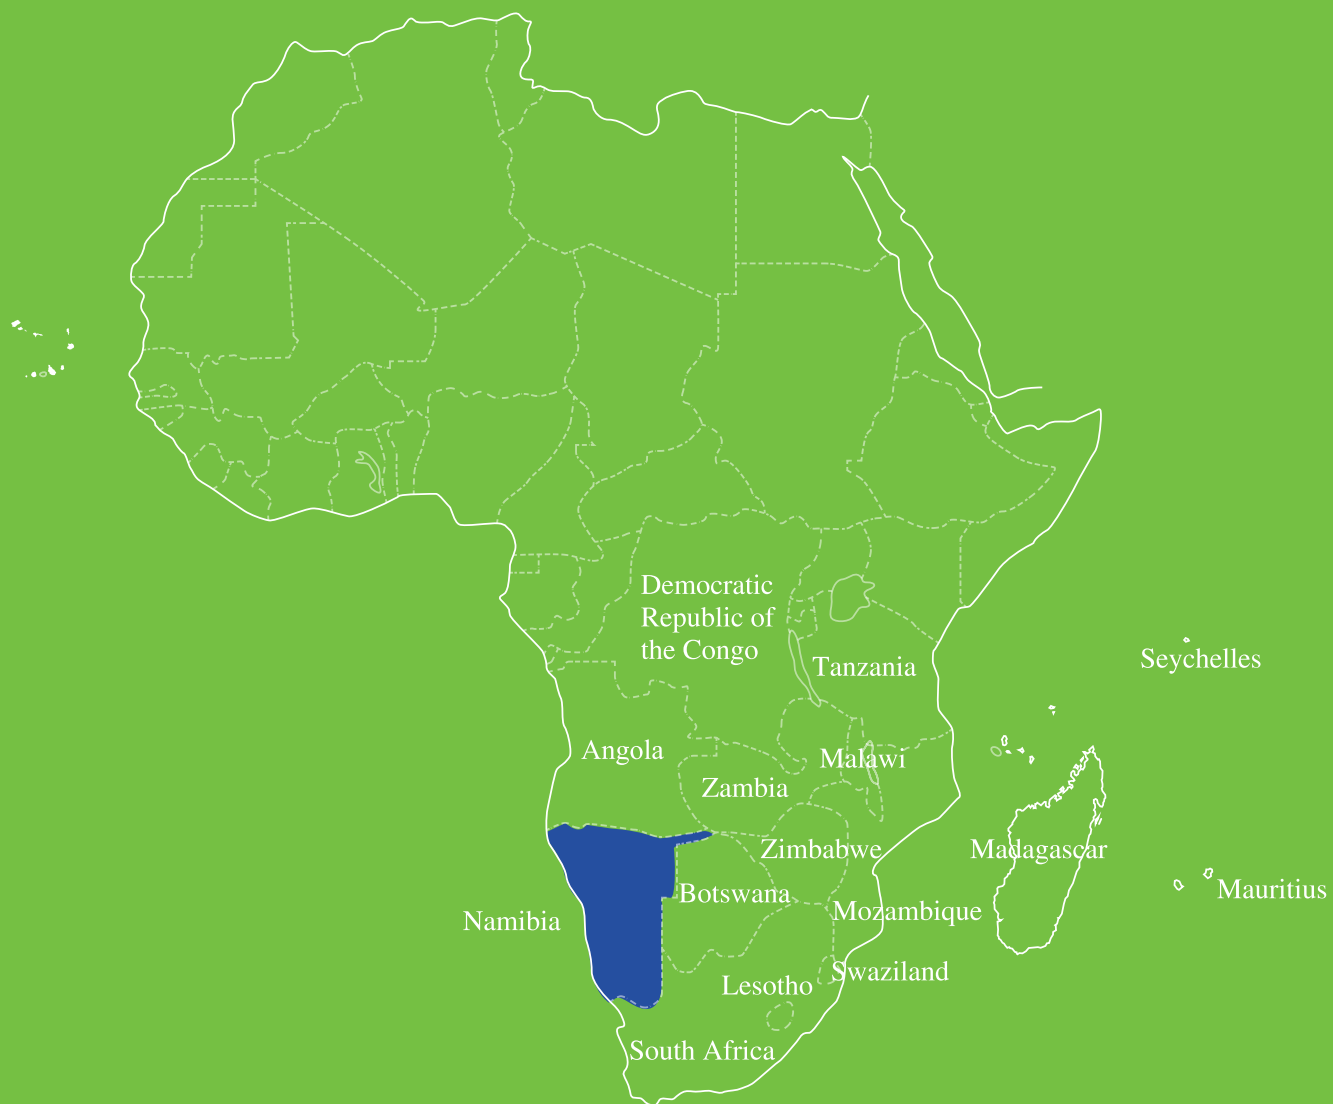 Democratic
Republic of
the Congo
Tanzania
Seychelles
Angola
Malawi
Zambia
Zimbabwe
Madagascar
Botswana
Mauritius
Namibia
Mozambique
Swaziland
Lesotho
South Africa